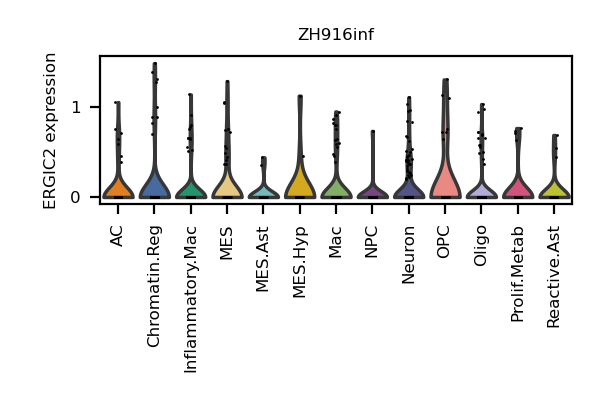 ZH916inf
ERGIC2 expression
1
0
AC
Chromatin.Reg
Inflammatory.Mac
MES
MES.Ast
MES.Hyp
Mac
NPC
Neuron
OPC
Oligo
Prolif.Metab
Reactive.Ast